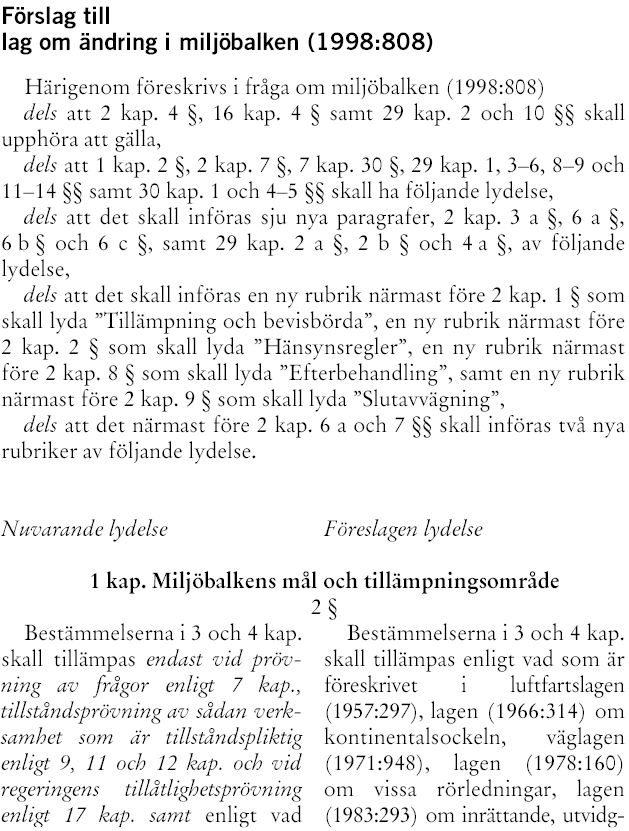 Förslag till
lag om ändring i miljöbalken (1998:808)
Härigenom föreskrivs i fråga om miljöbalken (1998:808)
dels att 2 kap. 4 §, 16 kap. 4 § samt 29 kap. 2 och 10 §§ skall
upphöra att gälla,
dels att 1 kap. 2 §, 2 kap. 7 §, 7 kap. 30 §, 29 kap. 1, 3–6, 8–9 och
11–14 §§ samt 30 kap. 1 och 4–5 §§ skall ha följande lydelse,
dels att det skall införas sju nya paragrafer, 2 kap. 3 a §, 6 a §,
6 b § och 6 c §, samt 29 kap. 2 a §, 2 b § och 4 a §, av följande
lydelse,
dels att det skall införas en ny rubrik närmast före 2 kap. 1 § som
skall lyda ”Tillämpning och bevisbörda”, en ny rubrik närmast före
2 kap. 2 § som skall lyda ”Hänsynsregler”, en ny rubrik närmast
före 2 kap. 8 § som skall lyda ”Efterbehandling”, samt en ny rubrik
närmast före 2 kap. 9 § som skall lyda ”Slutavvägning”,
dels att det närmast före 2 kap. 6 a och 7 §§ skall införas två nya
rubriker av följande lydelse.
Nuvarande lydelse
Föreslagen lydelse
1 kap. Miljöbalkens mål och tillämpningsområde
2 §
Bestämmelserna i 3 och 4 kap.
skall tillämpas endast vid pröv-
ning av frågor enligt 7 kap.,
tillståndsprövning av sådan verk-
samhet som är tillståndspliktig
enligt 9, 11 och 12 kap. och vid
regeringens tillåtlighetsprövning
enligt 17 kap. samt enligt vad
Bestämmelserna i 3 och 4 kap.
skall tillämpas enligt vad som är
föreskrivet i luftfartslagen
(1957:297), lagen (1966:314) om
kontinentalsockeln, väglagen
(1971:948), lagen (1978:160)
om vissa rörledningar, lagen
(1983:293) om inrättande, utvidg-